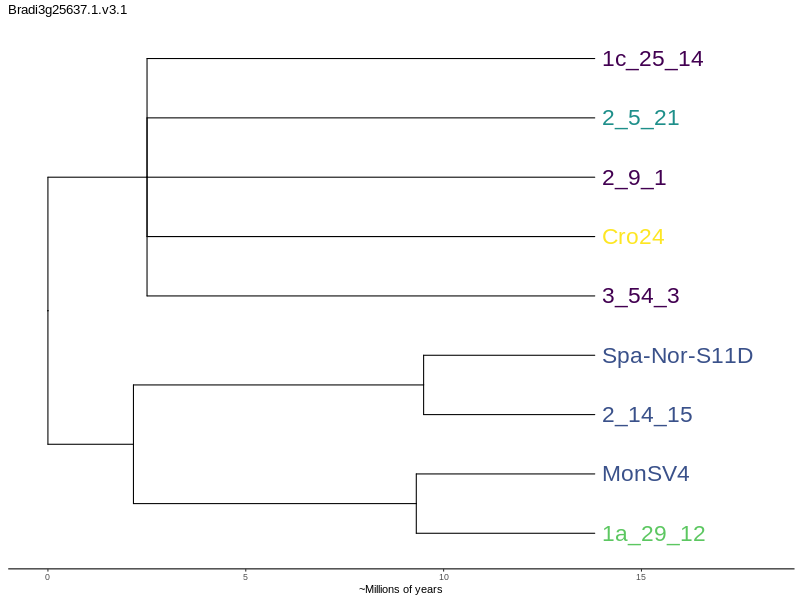 Bradi3g25637.1.v3.1
1c_25_14
2_5_21
2_9_1
Cro24
3_54_3
Spa-Nor-S11D
2_14_15
MonSV4
1a_29_12
0 5 10 15
~Millions of years